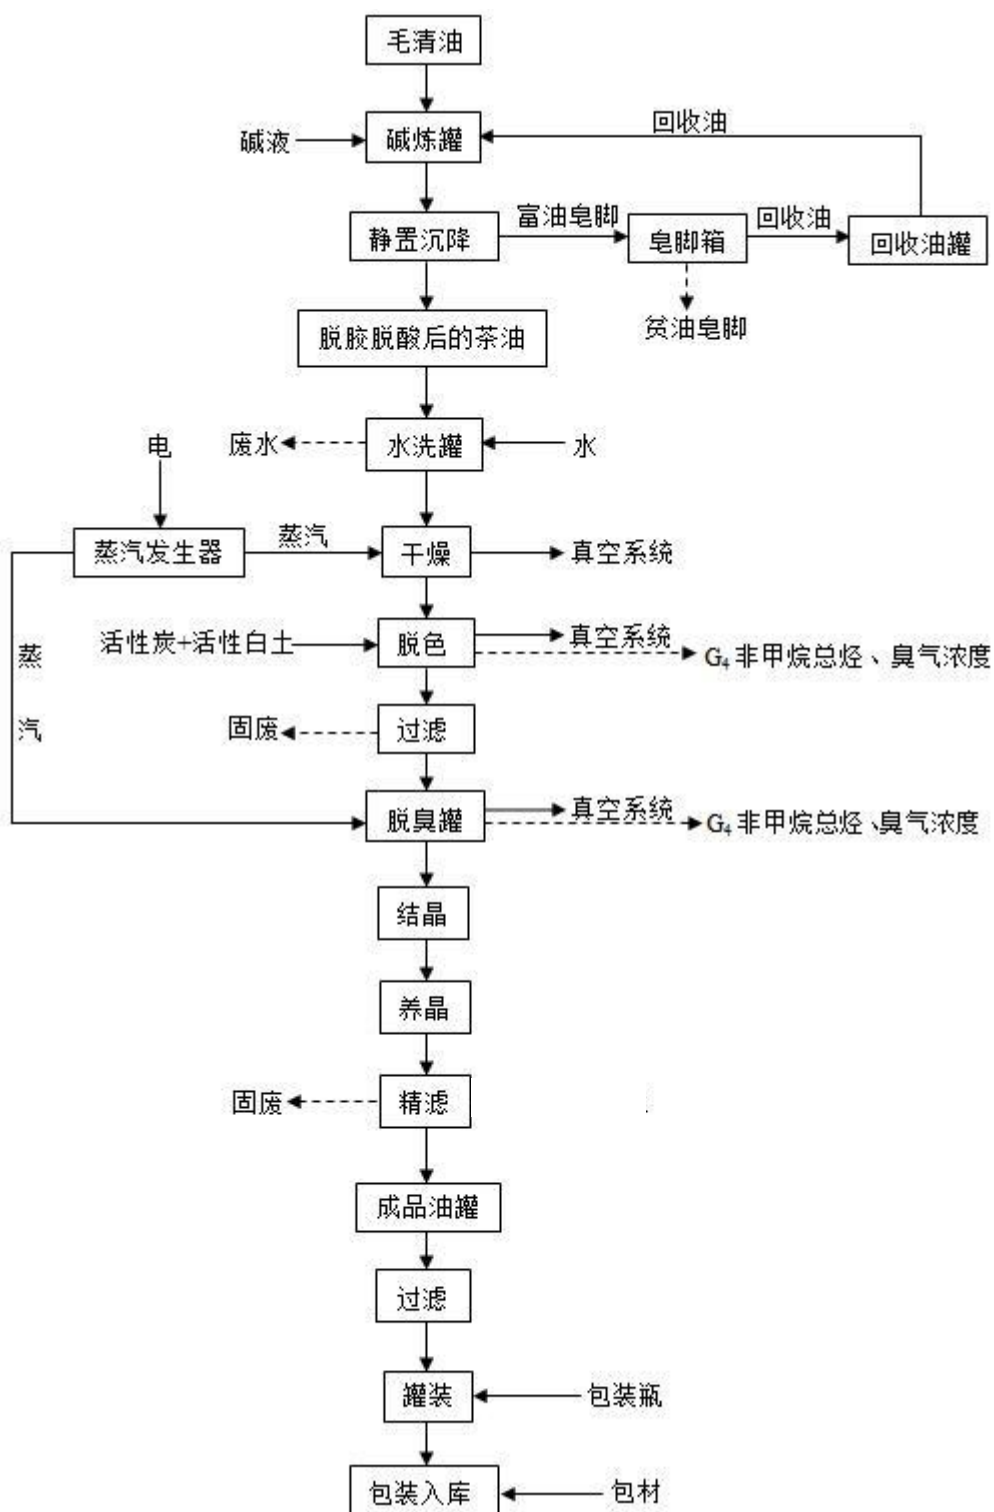 毛清油
碱液
碱炼罐
回收油
静置沉降
富油皂脚
皂脚箱
回收油
回收油罐
贫油皂脚
脱胶脱酸后的茶油
废水
水洗罐
水
电
蒸汽发生器
蒸汽
干燥
真空系统
蒸
汽
活性炭+活性白土
脱色
真空系统
G₄ 非甲烷总烃、臭气浓度
固废
过滤
脱臭罐
真空系统
G₄ 非甲烷总烃、臭气浓度
结晶
养晶
固废
精滤
成品油罐
过滤
罐装
包装瓶
包装入库
包材